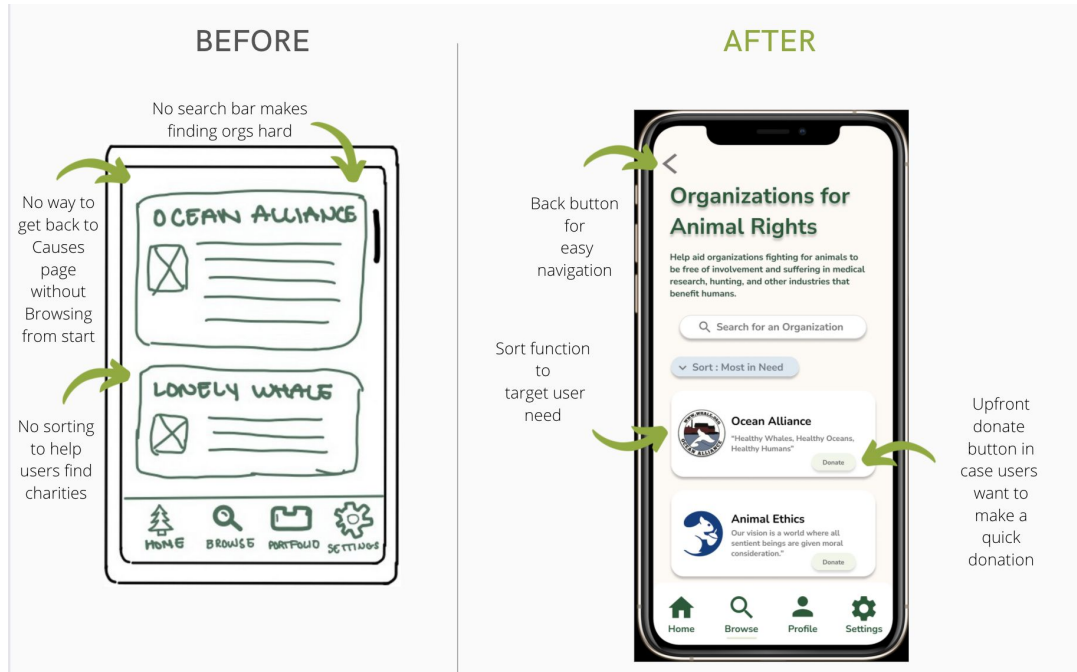 BEFORE
No search bar makes
finding orgs hard
No way to
get back to
Causes
page
without
Browsing
from start
No sorting
to help
users find
charities
OCEAN ALLIANCE
LONELY WHALE
HOME BROWSE PORTFOLIO SETTINGS
AFTER
Back button
for
easy
navigation
Sort function
to
target user
need
Organizations for
Animal Rights
Help aid organizations fighting for animals to
be free of involvement and suffering in medical
research, hunting, and other industries that
benefit humans.
Search for an Organization
Sort : Most in Need
WWW.WHALE.ORG
OCEAN ALLIANCE
Ocean Alliance
"Healthy Whales, Healthy Oceans,
Healthy Humans"
Donate
Animal Ethics
Our vision is a world where all
sentient beings are given moral
consideration."
Donate
Home Browse Profile Settings
Upfront
donate
button in
case users
want to
make a
quick
donation